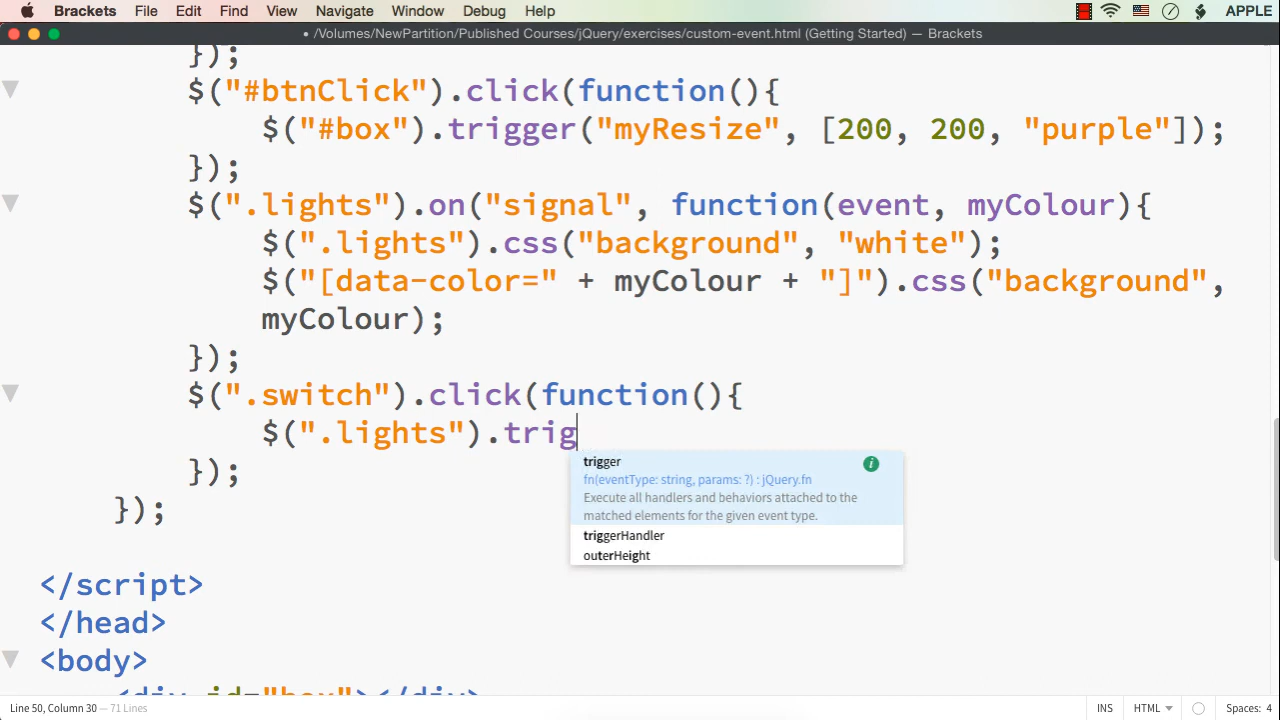 Brackets File Edit Find View Navigate Window Debug Help APPLE
• /Volumes/NewPartition/Published Courses/jQuery/exercises/custom-event.html (Getting Started) — Brackets
});
$("#btnClick").click(function(){
$("#box").trigger("myResize", [200, 200, "purple"]);
});
$(".lights").on("signal", function(event, myColour){
$(".lights").css("background", "white");
$("[data-color=" + myColour + "]").css("background",
myColour);
});
$(".switch").click(function(){
$(".lights").trig
trigger
fn(eventType: string, params: ?) : jQuery.fn
Execute all handlers and behaviors attached to the
matched elements for the given event type.
triggerHandler
outerHeight
});
});
</script>
</head>
<body>
<div id="box"></div>
Line 50, Column 30 — 71 Lines INS HTML Spaces: 4